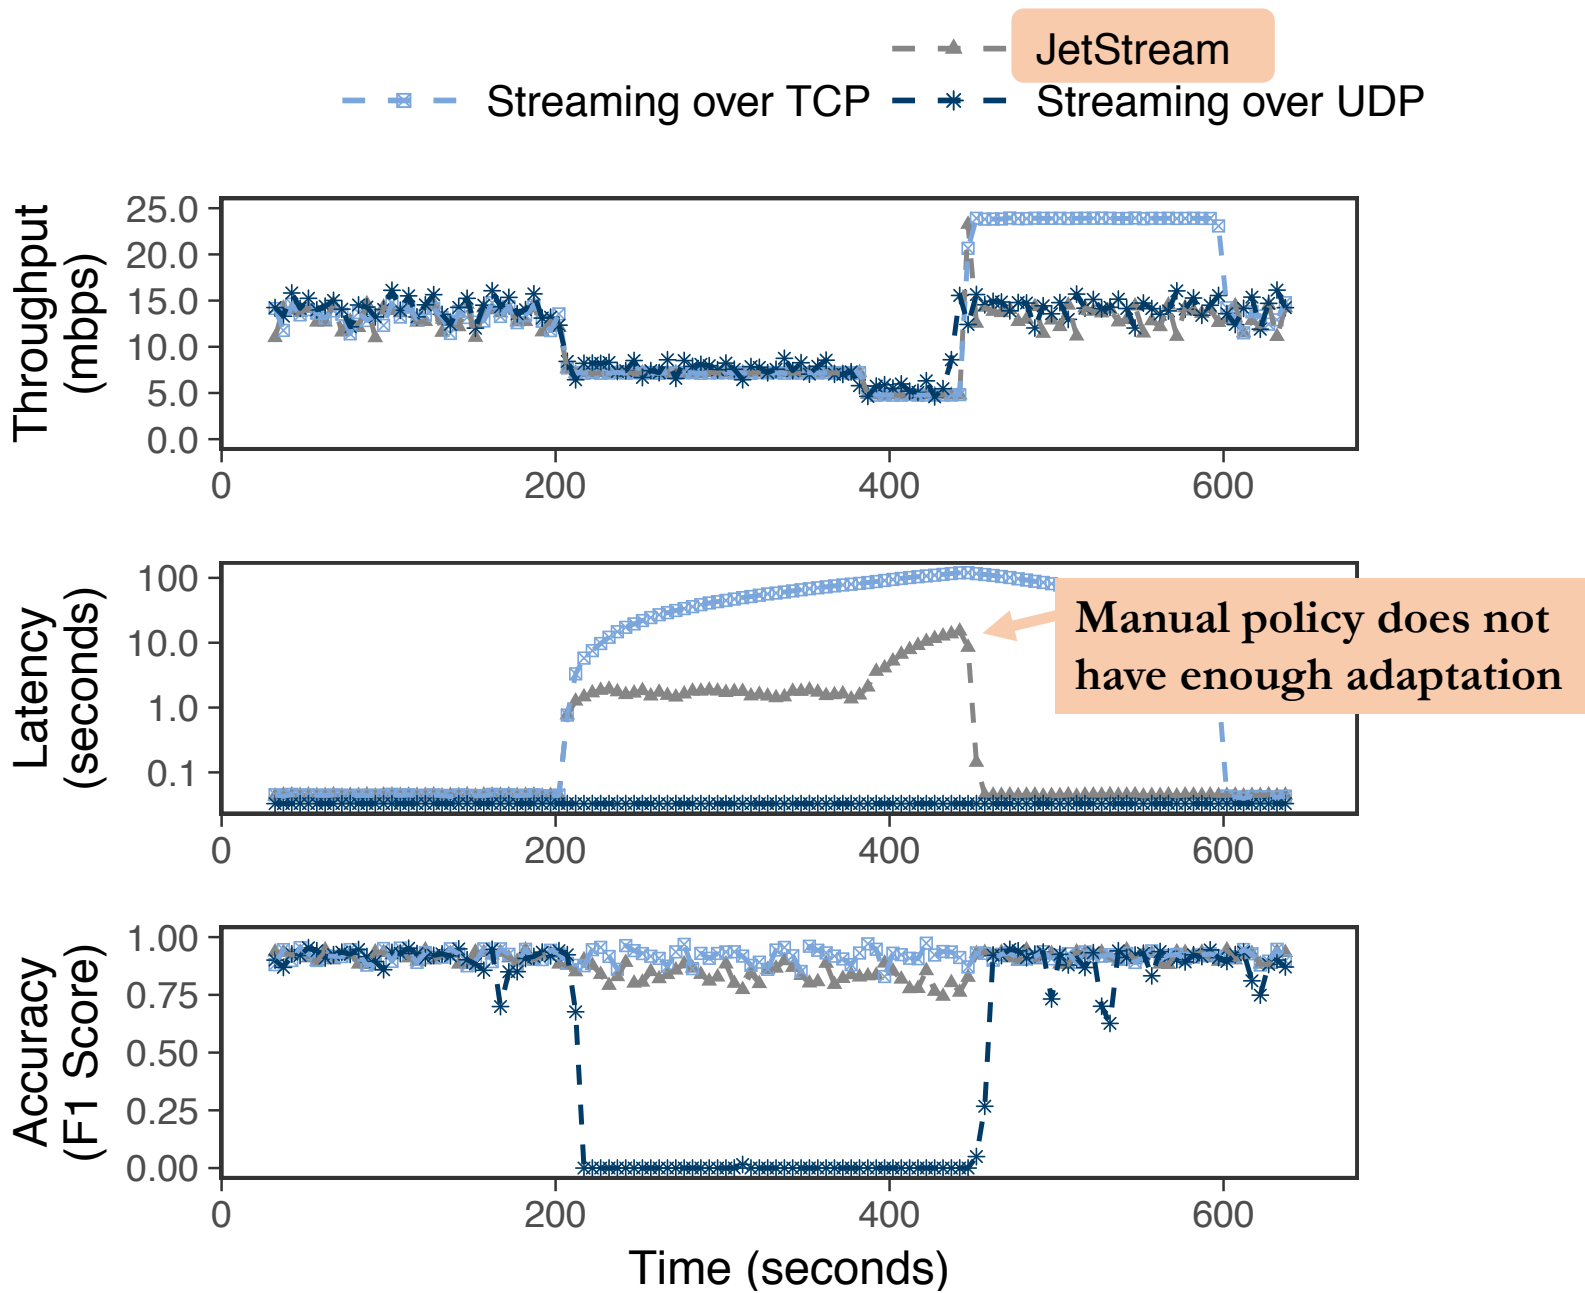 JetStream
Streaming over TCP
Streaming over UDP
Throughput
(mbps)
25.0
20.0
15.0
10.0
5.0
0.0
0
200
400
600
Latency
(seconds)
100
10.0
1.0
0.1
Manual policy does not
have enough adaptation
0
200
400
600
Accuracy
(F1 Score)
1.00
0.75
0.50
0.25
0.00
0
200
400
600
Time (seconds)